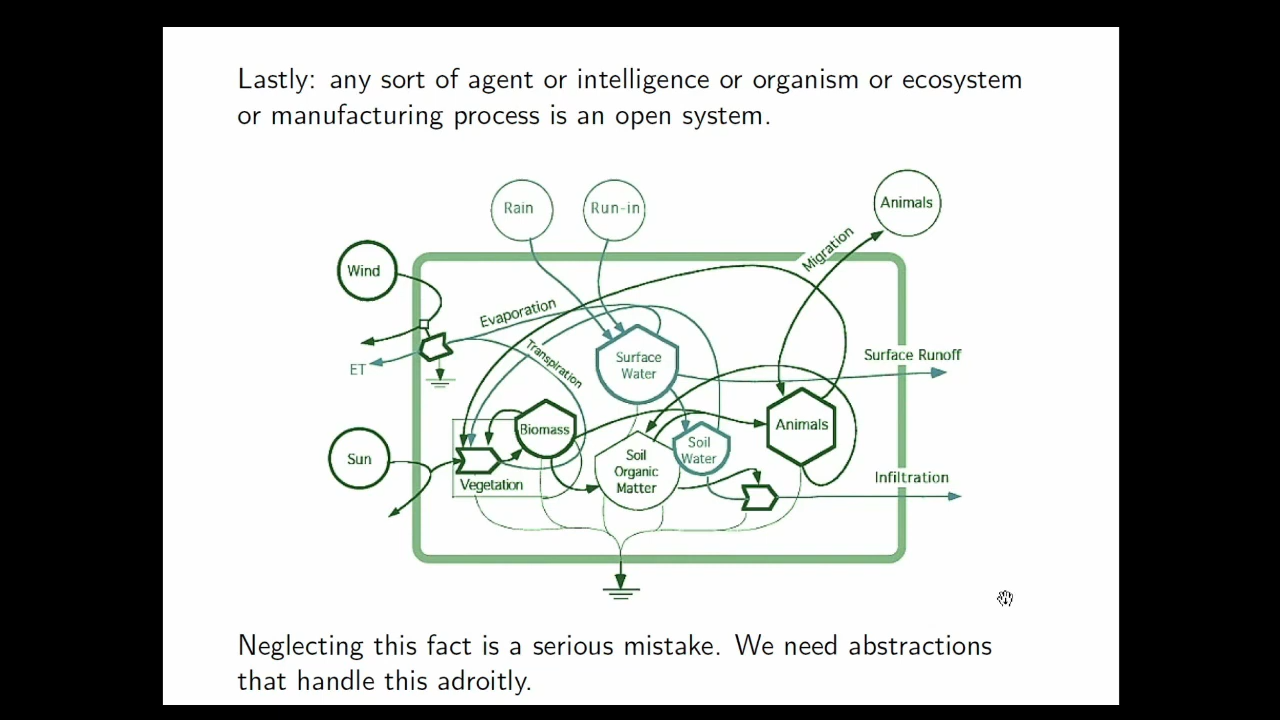 Lastly: any sort of agent or intelligence or organism or ecosystem
or manufacturing process is an open system.
Rain
Run-in
Animals
Wind
Migration
Evaporation
ET
Transpiration
Surface
Water
Surface Runoff
Biomass
Animals
Soil
Water
Sun
Soil
Organic
Matter
Vegetation
Infiltration
Neglecting this fact is a serious mistake. We need abstractions
that handle this adroitly.